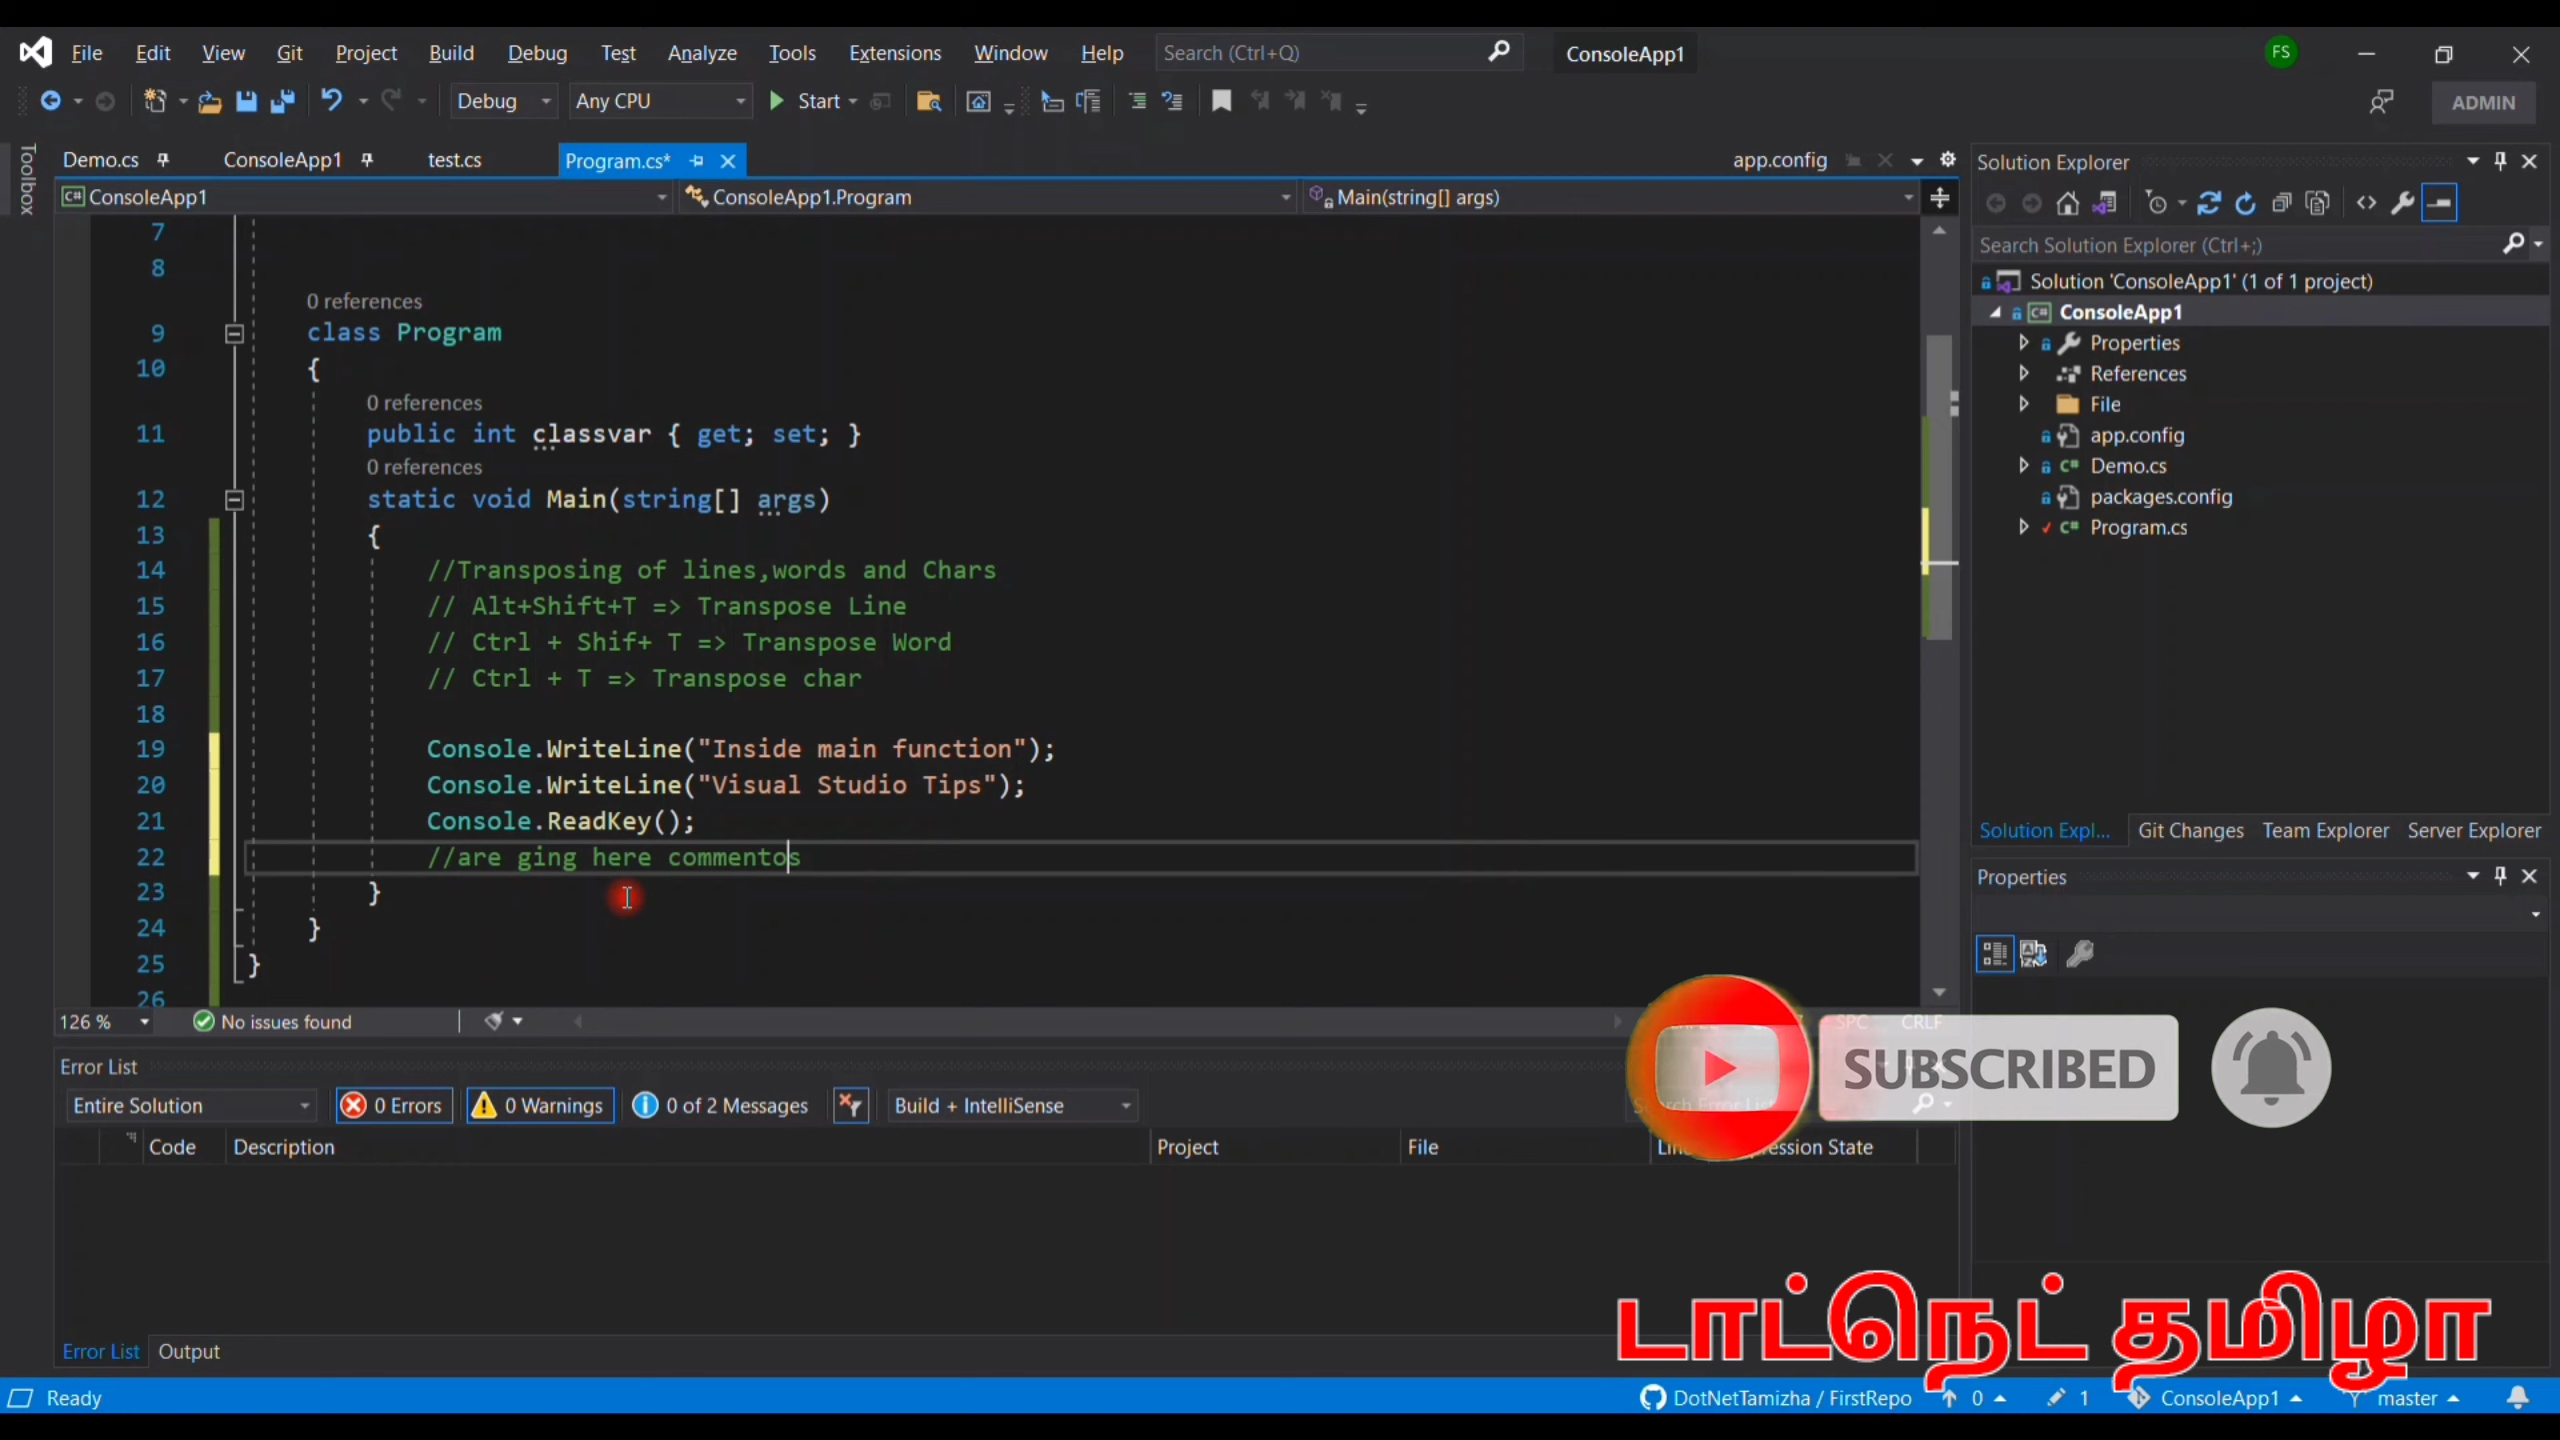 File Edit View Git Project Build Debug Test Analyze Tools Extensions Window Help Search (Ctrl+Q) ConsoleApp1 FS
Debug Any CPU Start ADMIN
Toolbox
Demo.cs ConsoleApp1 test.cs Program.cs* app.config
ConsoleApp1 ConsoleApp1.Program Main(string[] args)
7
8
0 references
9 class Program
10 {
0 references
11 public int classvar { get; set; }
0 references
12 static void Main(string[] args)
13 {
14 //Transposing of lines,words and Chars
15 // Alt+Shift+T => Transpose Line
16 // Ctrl + Shif+ T => Transpose Word
17 // Ctrl + T => Transpose char
18
19 Console.WriteLine("Inside main function");
20 Console.WriteLine("Visual Studio Tips");
21 Console.ReadKey();
22 //are ging here commentos
23 }
24 }
25 }
26
126 % No issues found SPC CRLF
Solution Explorer
Search Solution Explorer (Ctrl+;)
Solution 'ConsoleApp1' (1 of 1 project)
ConsoleApp1
Properties
References
File
app.config
Demo.cs
packages.config
Program.cs
Solution Expl... Git Changes Team Explorer Server Explorer
Properties
Error List
Entire Solution 0 Errors 0 Warnings 0 of 2 Messages Build + IntelliSense
Code Description Project File State
SUBSCRIBED
டாட்நெட் தமிழா
Error List Output
Ready DotNetTamizha / FirstRepo 0 1 ConsoleApp1 master